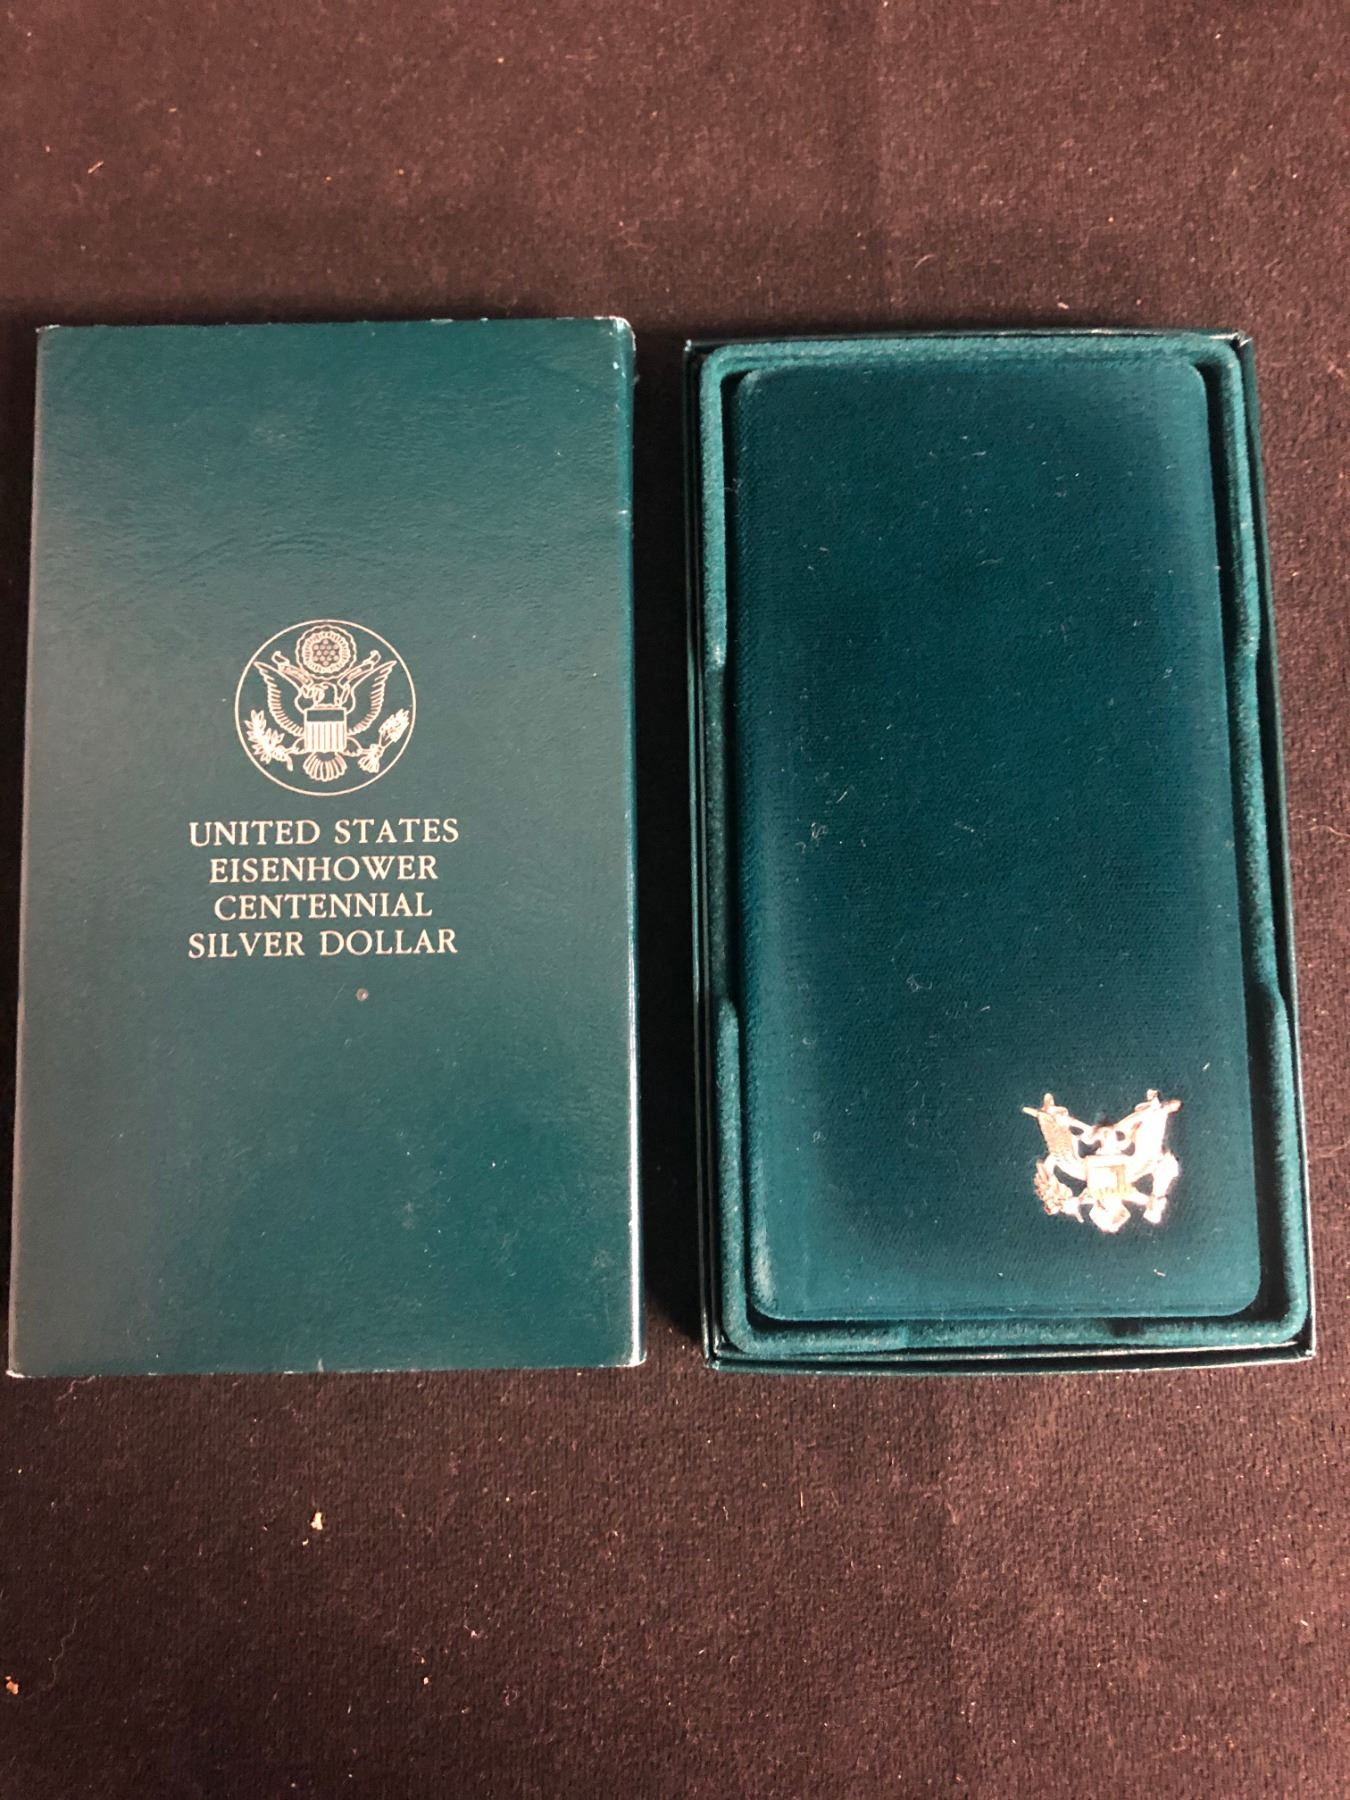 UNITED STATES
EISENHOWER
CENTENNIAL
SILVER DOLLAR